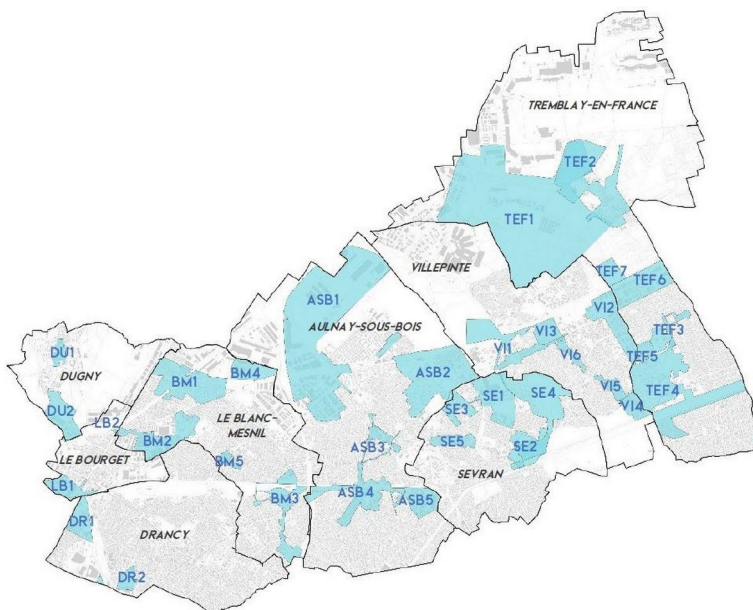 TREMBLAY-EN-FRANCE
TEF2
TEF1
VILLEPINTE
TEF7
TEF6
ASB1
VI2
AULNAY-SOUS-BOIS
VI3
TEF3
DU1
VI1
VI6
TEF5
DUGNY
BM4
ASB2
BM1
VI5
TEF4
SE1
SE4
DU2
LB2
LE BLANC-
MESNIL
SE3
VI4
BM2
SE5
ASB3
SE2
LE BOURGET
BM5
SEVRAN
LB1
BM3
ASB4
ASB5
DR1
DRANCY
DR2